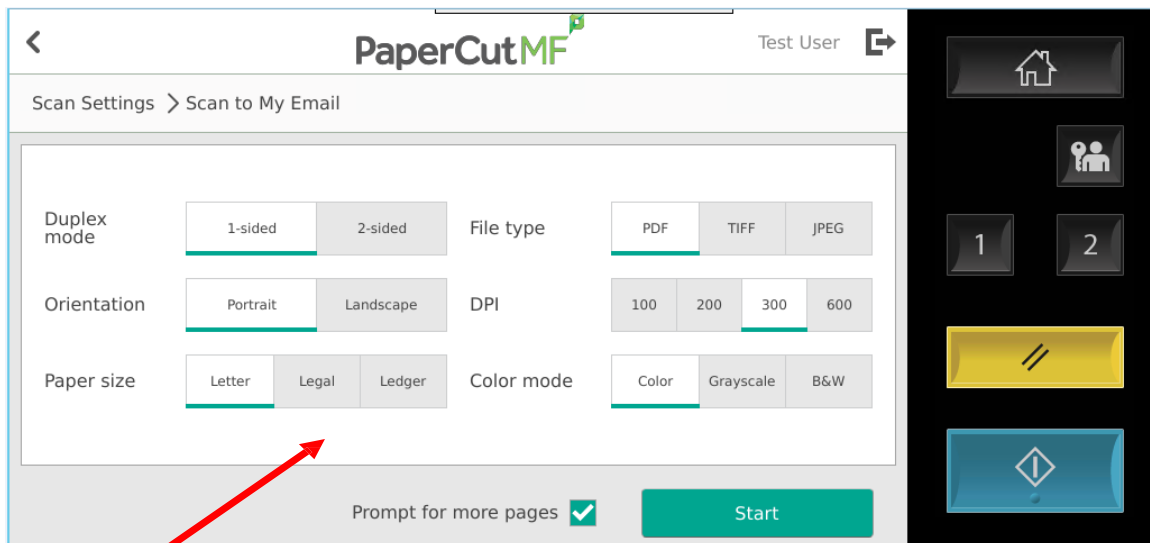 PaperCut MF
Test User
Scan Settings > Scan to My Email
Duplex mode
1-sided 2-sided
File type
PDF TIFF JPEG
Orientation
Portrait Landscape
DPI
100 200 300 600
Paper size
Letter Legal Ledger
Color mode
Color Grayscale B&W
Prompt for more pages
Start
1 2